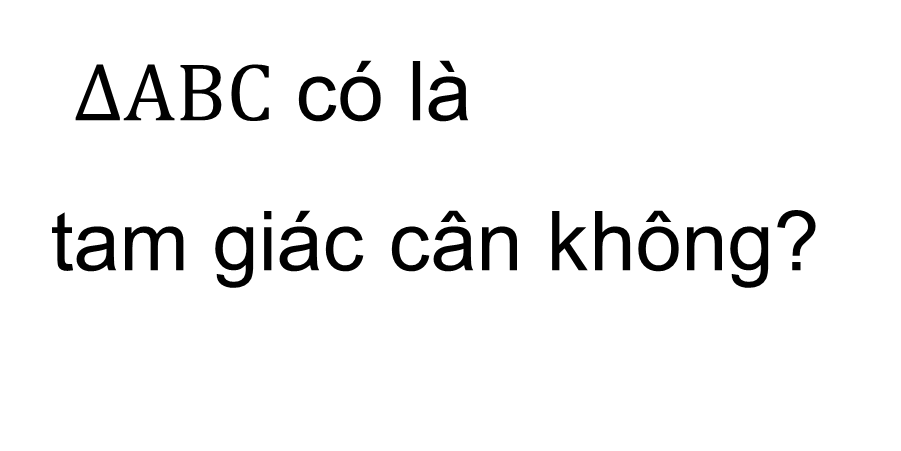 ΔABC có là
tam giác cân không?